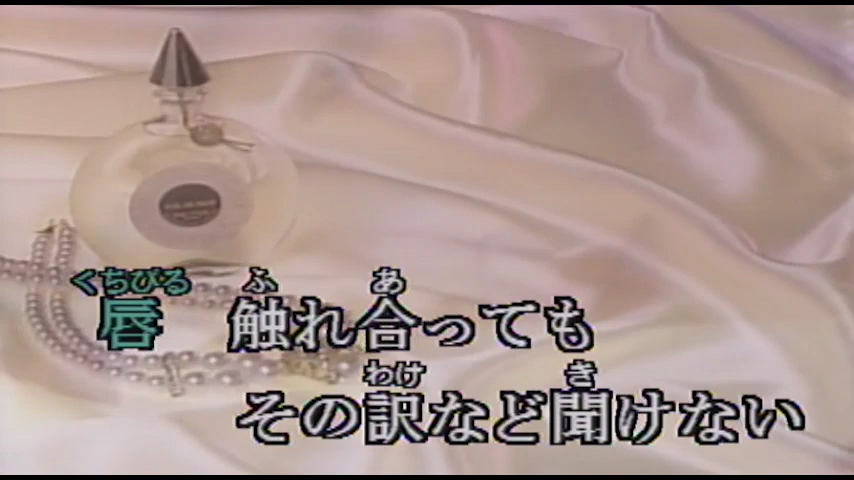 くちびる ふ あ
唇 触れ合っても
わけ き
その訳など聞けない